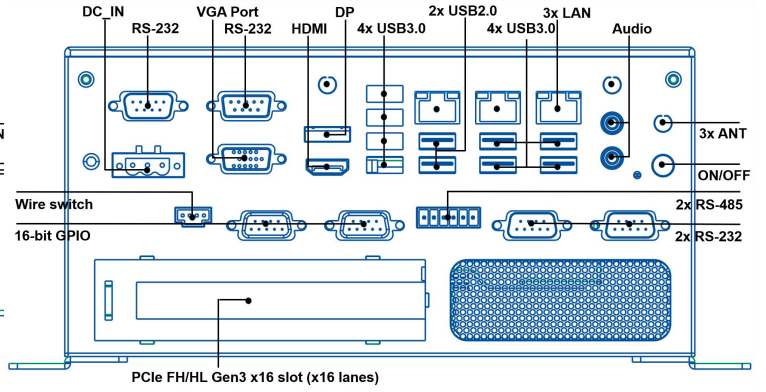 DC_IN
VGA Port
DP
2x USB2.0
3x LAN
RS-232
RS-232
HDMI
4x USB3.0
4x USB3.0
Audio
3x ANT
ON/OFF
Wire switch
2x RS-485
16-bit GPIO
2x RS-232
PCIe FH/HL Gen3 x16 slot (x16 lanes)